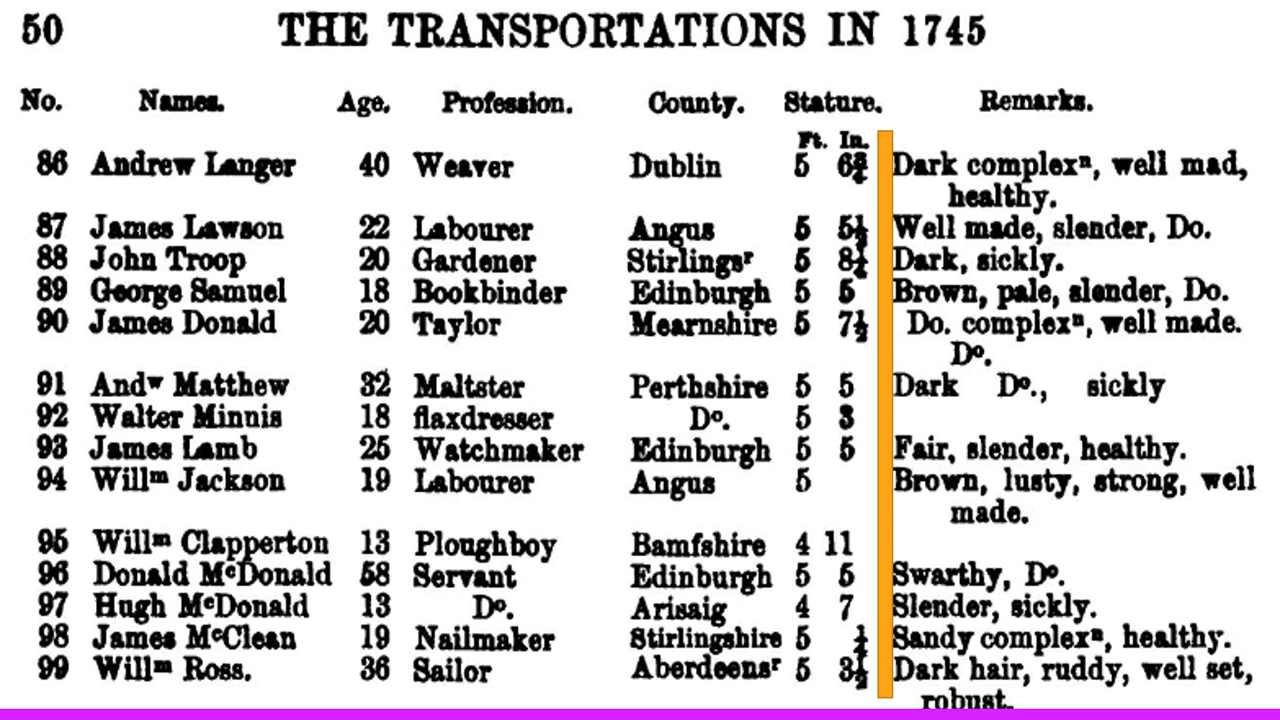 50 THE TRANSPORTATIONS IN 1745
No. Names. Age. Profession. County. Stature. Remarks.
Ft. In.
86 Andrew Langer 40 Weaver Dublin 5 6¾ Dark complexⁿ, well mad,
healthy.
87 James Lawson 22 Labourer Angus 5 5½ Well made, slender, Do.
88 John Troop 20 Gardener Stirlingsʳ 5 8½ Dark, sickly.
89 George Samuel 18 Bookbinder Edinburgh 5 5 Brown, pale, slender, Do.
90 James Donald 20 Taylor Mearnshire 5 7½ Do. complexⁿ, well made.
Dᵒ.
91 Andʷ Matthew 32 Maltster Perthshire 5 5 Dark Dᵒ., sickly
92 Walter Minnis 18 flaxdresser Dᵒ. 5 3
93 James Lamb 25 Watchmaker Edinburgh 5 5 Fair, slender, healthy.
94 Willᵐ Jackson 19 Labourer Angus 5 Brown, lusty, strong, well
made.
95 Willᵐ Clapperton 13 Ploughboy Bamfshire 4 11
96 Donald MᶜDonald 58 Servant Edinburgh 5 5 Swarthy, Dᵒ.
97 Hugh MᶜDonald 13 Dᵒ. Arisaig 4 7 Slender, sickly.
98 James MᶜClean 19 Nailmaker Stirlingshire 5 ¼ Sandy complexⁿ, healthy.
99 Willᵐ Ross. 36 Sailor Aberdeensʳ 5 3½ Dark hair, ruddy, well set,
robust.